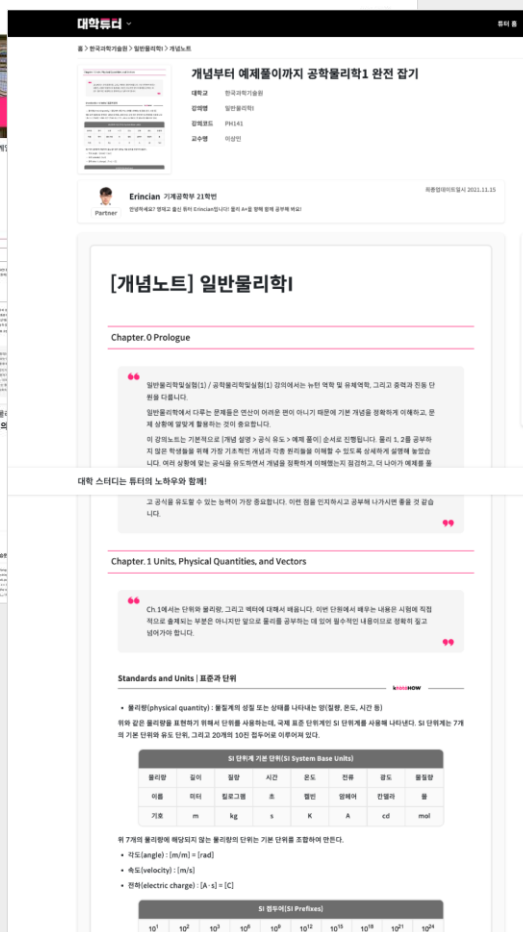 대학튜터
튜터 홈
홈 > 한국과학기술원 > 일반물리학I > 개념노트
개념부터 예제풀이까지 공학물리학1 완전 잡기
대학교 한국과학기술원
강의명 일반물리학I
강의코드 PH141
교수명 이상민
Erincian 기계공학부 21학번
최종업데이트일시 2021.11.15
Partner
안녕하세요? 영재고 출신 튜터 Erincian입니다! 물리 A+을 향해 함께 공부해 봐요!
[개념노트] 일반물리학I
Chapter.0 Prologue
일반물리학및실험(1) / 공학물리학및실험(1) 강의에서는 뉴턴 역학 및 유체역학, 그리고 중력과 진동 단
원을 다룹니다.
일반물리학에서 다루는 문제들은 연산이 어려운 편이 아니기 때문에 기본 개념을 정확하게 이해하고, 문
제 상황에 알맞게 활용하는 것이 중요합니다.
이 강의노트는 기본적으로 [개념 설명 > 공식 유도 > 예제 풀이] 순서로 진행됩니다. 물리 1, 2를 공부하
지 않은 학생들을 위해 가장 기초적인 개념과 각종 원리들을 이해할 수 있도록 상세하게 설명해 놓았습
니다. 여러 상황에 맞는 공식을 유도하면서 개념을 정확하게 이해했는지 점검하고, 더 나아가 예제를 풀
대학 스터디는 튜터의 노하우와 함께!
고 공식을 유도할 수 있는 능력이 가장 중요합니다. 이런 점을 인지하시고 공부해 나가시면 좋을 것 같습
니다.
Chapter.1 Units, Physical Quantities, and Vectors
Ch.1에서는 단위와 물리량, 그리고 벡터에 대해서 배웁니다. 이번 단원에서 배우는 내용은 시험에 직접
적으로 출제되는 부분은 아니지만 앞으로 물리를 공부하는 데 있어 필수적인 내용이므로 정확히 짚고
넘어가야 합니다.
Standards and Units | 표준과 단위
• 물리량(physical quantity) : 물질계의 성질 또는 상태를 나타내는 양(질량, 온도, 시간 등)
위와 같은 물리량을 표현하기 위해서 단위를 사용하는데, 국제 표준 단위계인 SI 단위계를 사용해 나타낸다. SI 단위계는 7개
의 기본 단위와 유도 단위, 그리고 20개의 10진 접두어로 이루어져 있다.
SI 단위계 기본 단위(SI System Base Units)
물리량 길이 질량 시간 온도 전류 광도 물질량
이름 미터 킬로그램 초 켈빈 암페어 칸델라 몰
기호 m kg s K A cd mol
위 7개의 물리량에 해당되지 않는 물리량의 단위는 기본 단위를 조합하여 만든다.
• 각도(angle) : [m/m] = [rad]
• 속도(velocity) : [m/s]
• 전하(electric charge) : [A·s] = [C]
SI 접두어(SI Prefixes)
10¹ 10² 10³ 10⁶ 10⁹ 10¹² 10¹⁵ 10¹⁸ 10²¹ 10²⁴